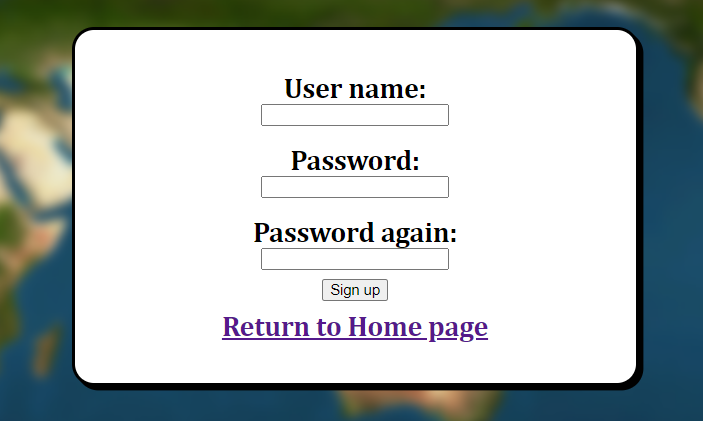 User name:
Password:
Password again:
Sign up
Return to Home page